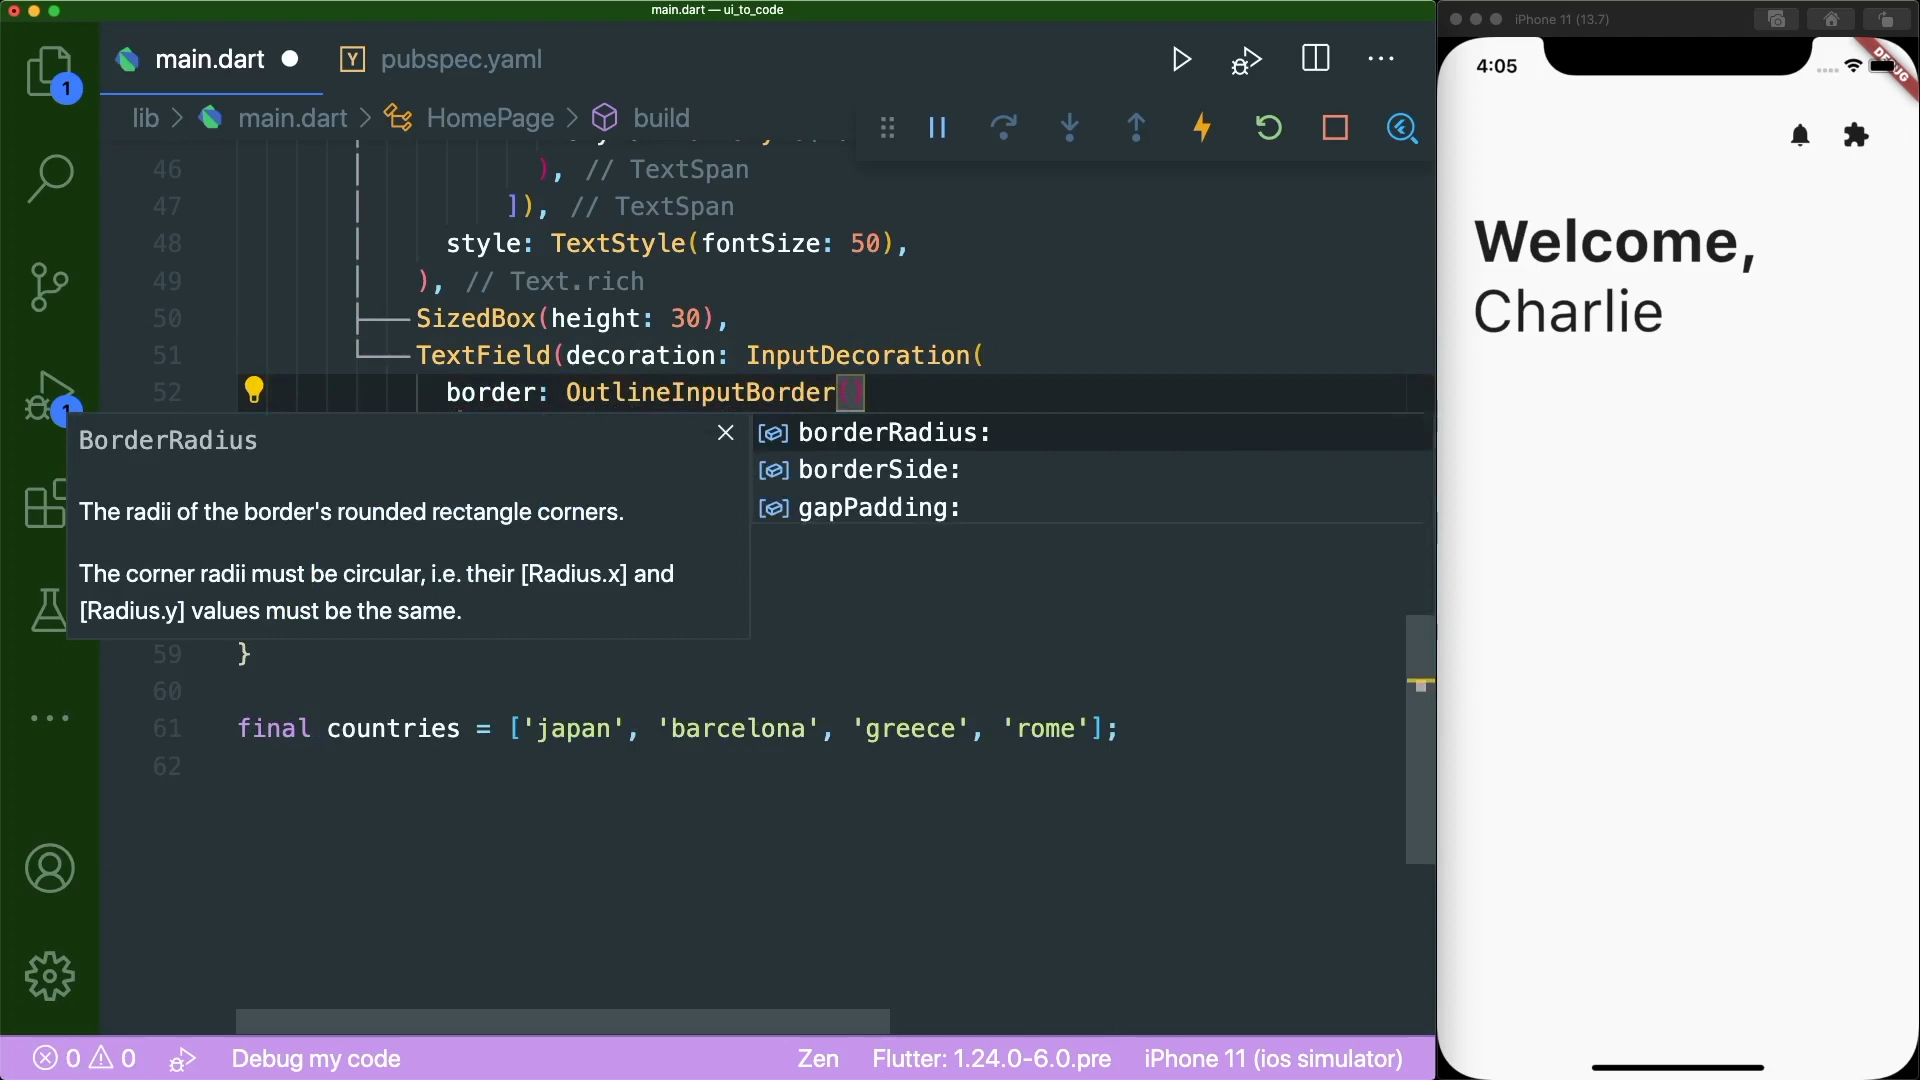 main.dart — ui_to_code
main.dart
pubspec.yaml
lib > main.dart > HomePage > build
46 ), // TextSpan
47 ]), // TextSpan
48 style: TextStyle(fontSize: 50),
49 ), // Text.rich
50 SizedBox(height: 30),
51 TextField(decoration: InputDecoration(
52 border: OutlineInputBorder()
BorderRadius
The radii of the border's rounded rectangle corners.
The corner radii must be circular, i.e. their [Radius.x] and
[Radius.y] values must be the same.
borderRadius:
borderSide:
gapPadding:
59 }
60
61 final countries = ['japan', 'barcelona', 'greece', 'rome'];
62
1
0 0 Debug my code Zen Flutter: 1.24.0-6.0.pre iPhone 11 (ios simulator)
iPhone 11 (13.7)
4:05
Welcome,
Charlie